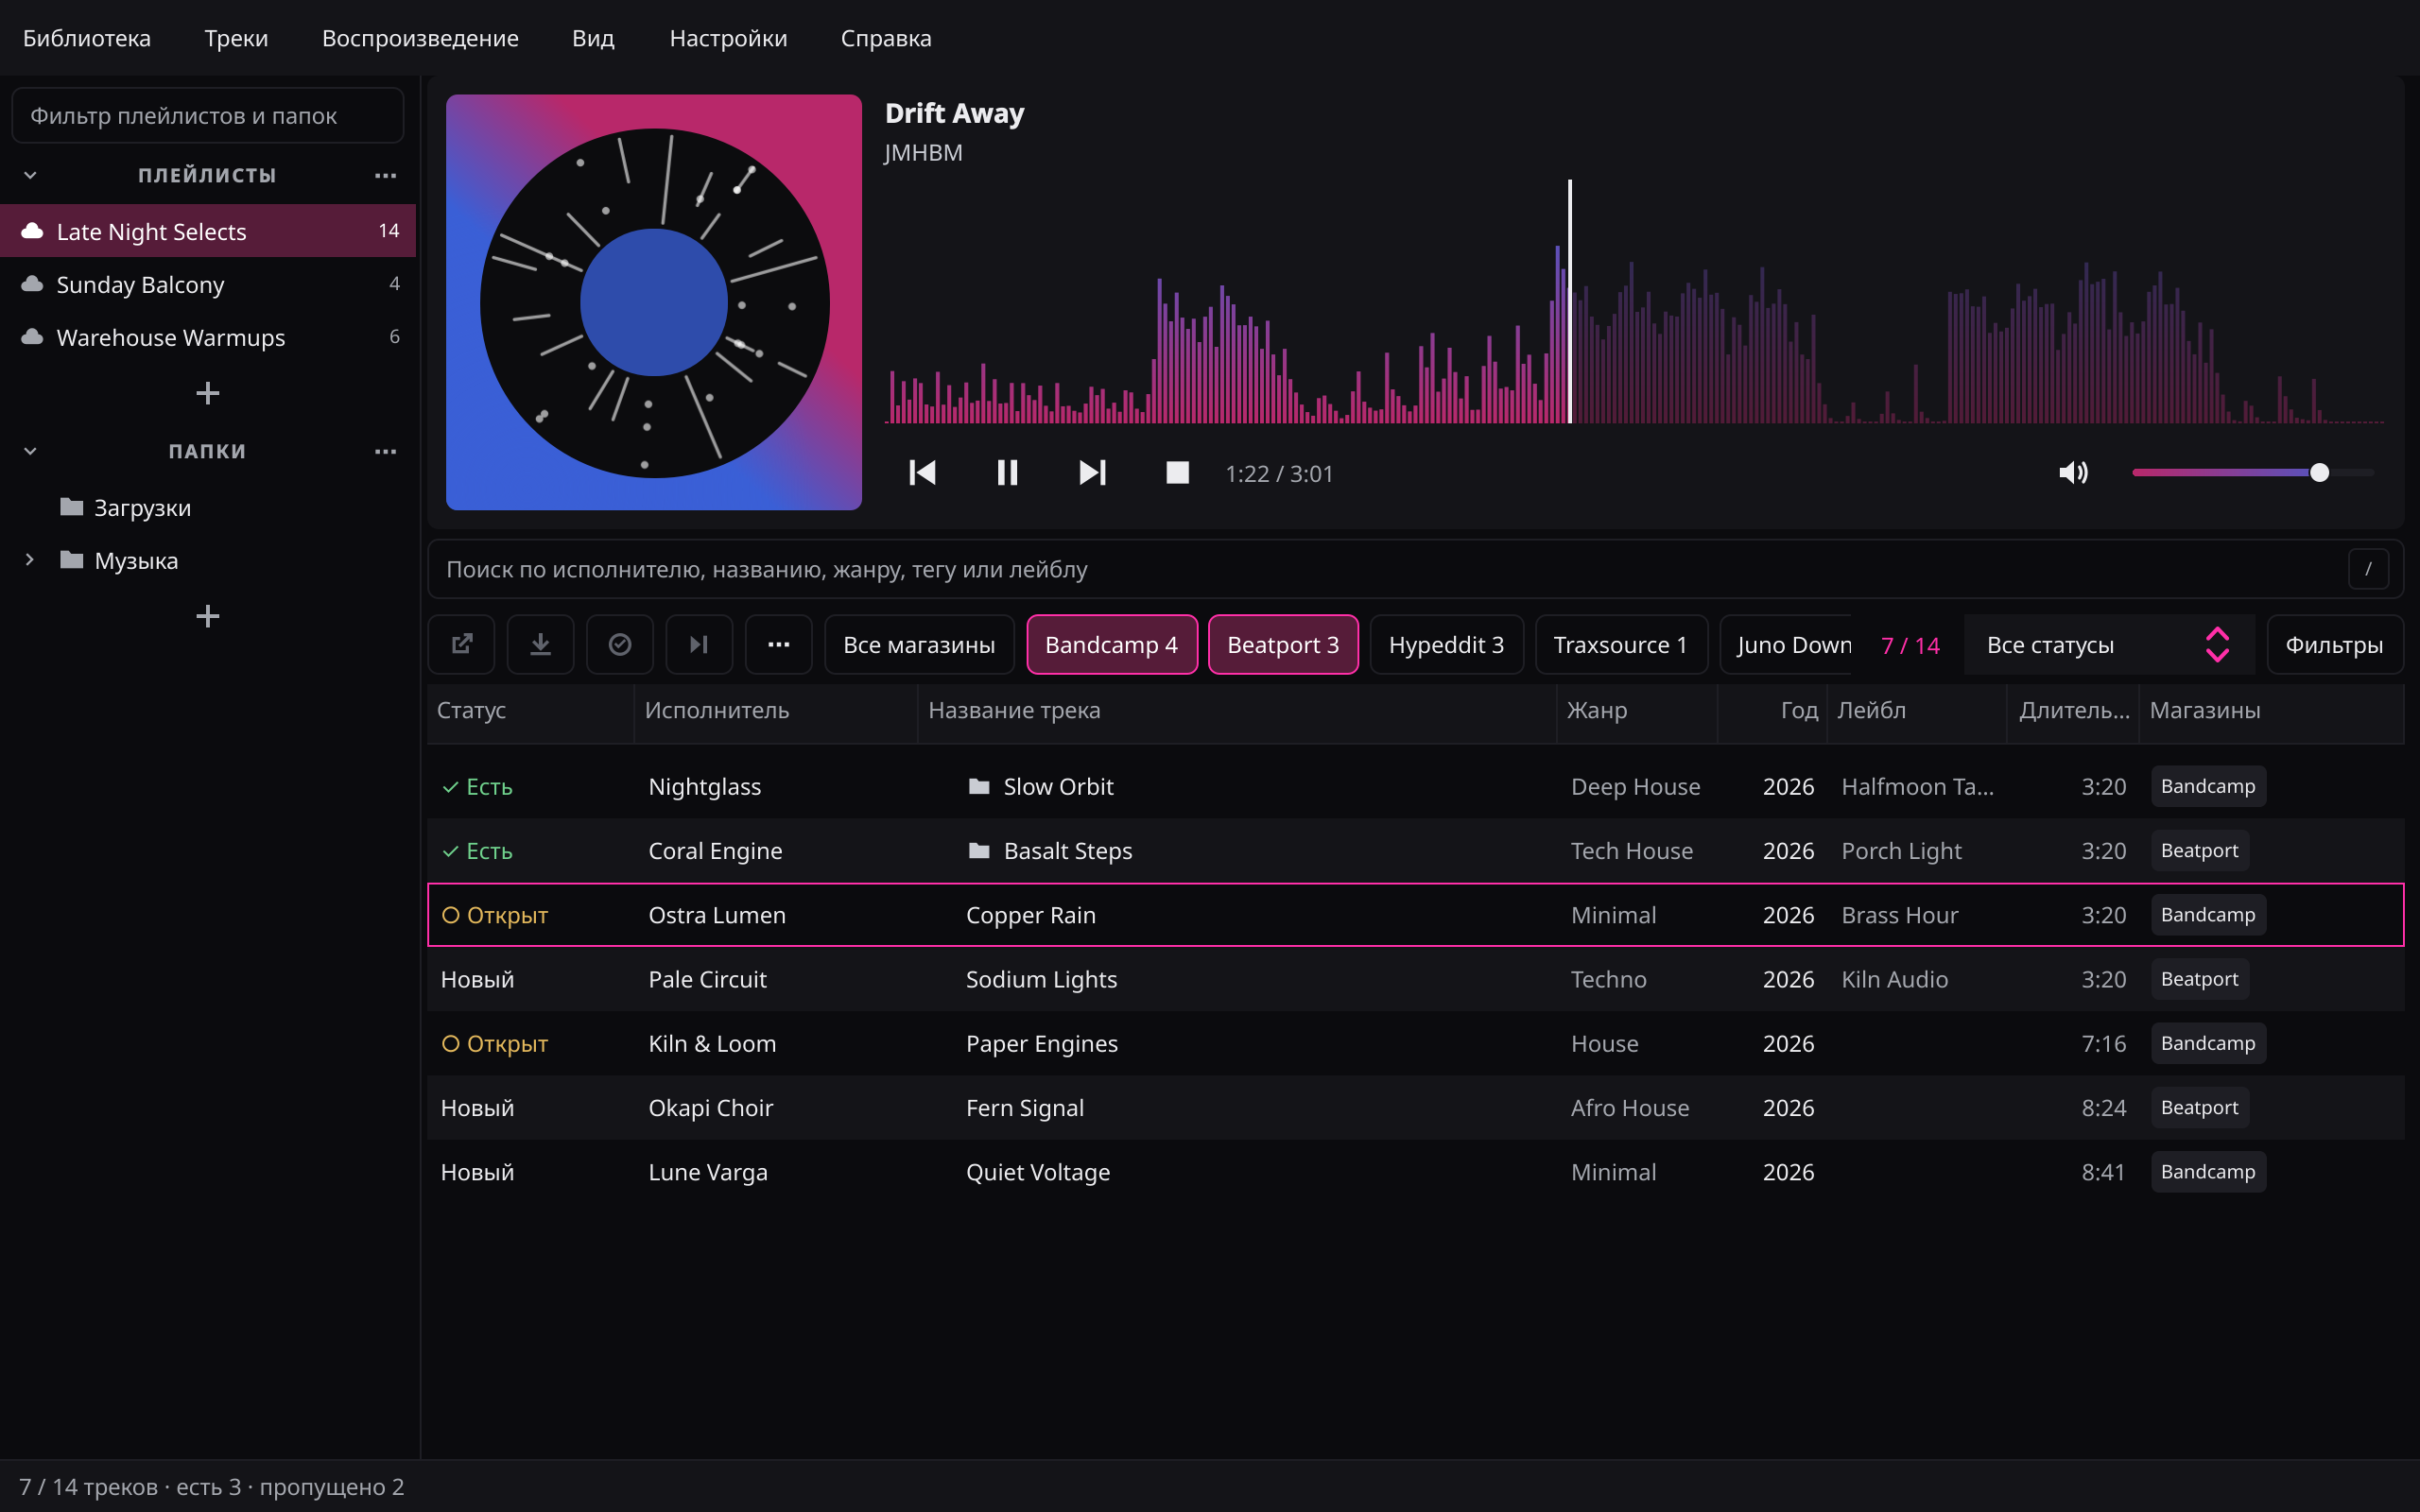 Библиотека Треки Воспроизведение Вид Настройки Справка
Фильтр плейлистов и папок
ПЛЕЙЛИСТЫ
Late Night Selects 14
Sunday Balcony 4
Warehouse Warmups 6
ПАПКИ
Загрузки
Музыка
Drift Away
JMHBM
1:22 / 3:01
Поиск по исполнителю, названию, жанру, тегу или лейблу /
Все магазины Bandcamp 4 Beatport 3 Hypeddit 3 Traxsource 1 Juno Down 7 / 14 Все статусы Фильтры
Статус Исполнитель Название трека Жанр Год Лейбл Длитель... Магазины
Есть Nightglass Slow Orbit Deep House 2026 Halfmoon Ta... 3:20 Bandcamp
Есть Coral Engine Basalt Steps Tech House 2026 Porch Light 3:20 Beatport
Открыт Ostra Lumen Copper Rain Minimal 2026 Brass Hour 3:20 Bandcamp
Новый Pale Circuit Sodium Lights Techno 2026 Kiln Audio 3:20 Beatport
Открыт Kiln & Loom Paper Engines House 2026 7:16 Bandcamp
Новый Okapi Choir Fern Signal Afro House 2026 8:24 Beatport
Новый Lune Varga Quiet Voltage Minimal 2026 8:41 Bandcamp
7 / 14 треков · есть 3 · пропущено 2